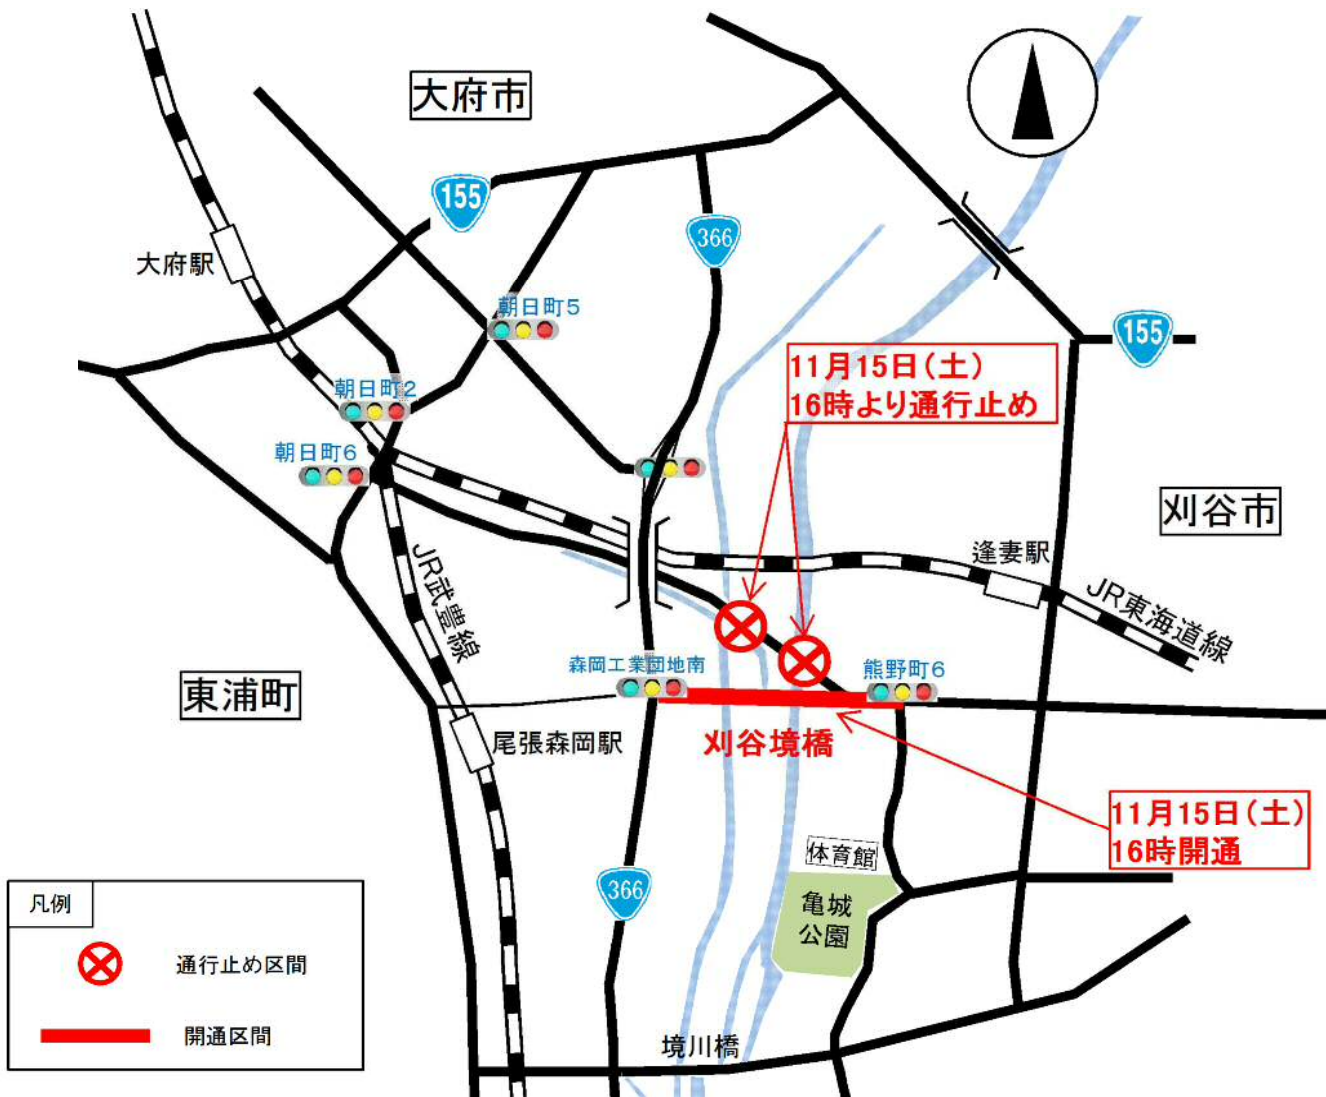 大府市
155
366
大府駅
朝日町5
155
11月15日(土)
16時より通行止め
朝日町2
朝日町6
刈谷市
逢妻駅
JR武豊線
JR東海道線
森岡工業団地南
熊野町6
東浦町
尾張森岡駅
刈谷境橋
11月15日(土)
16時開通
体育館
366
亀城
公園
凡例
通行止め区間
開通区間
境川橋